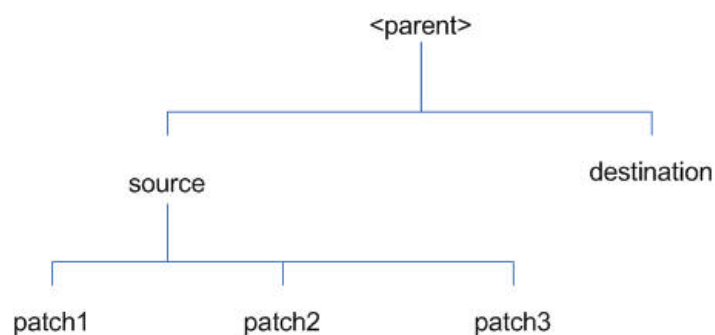 <parent>
source
destination
patch1
patch2
patch3